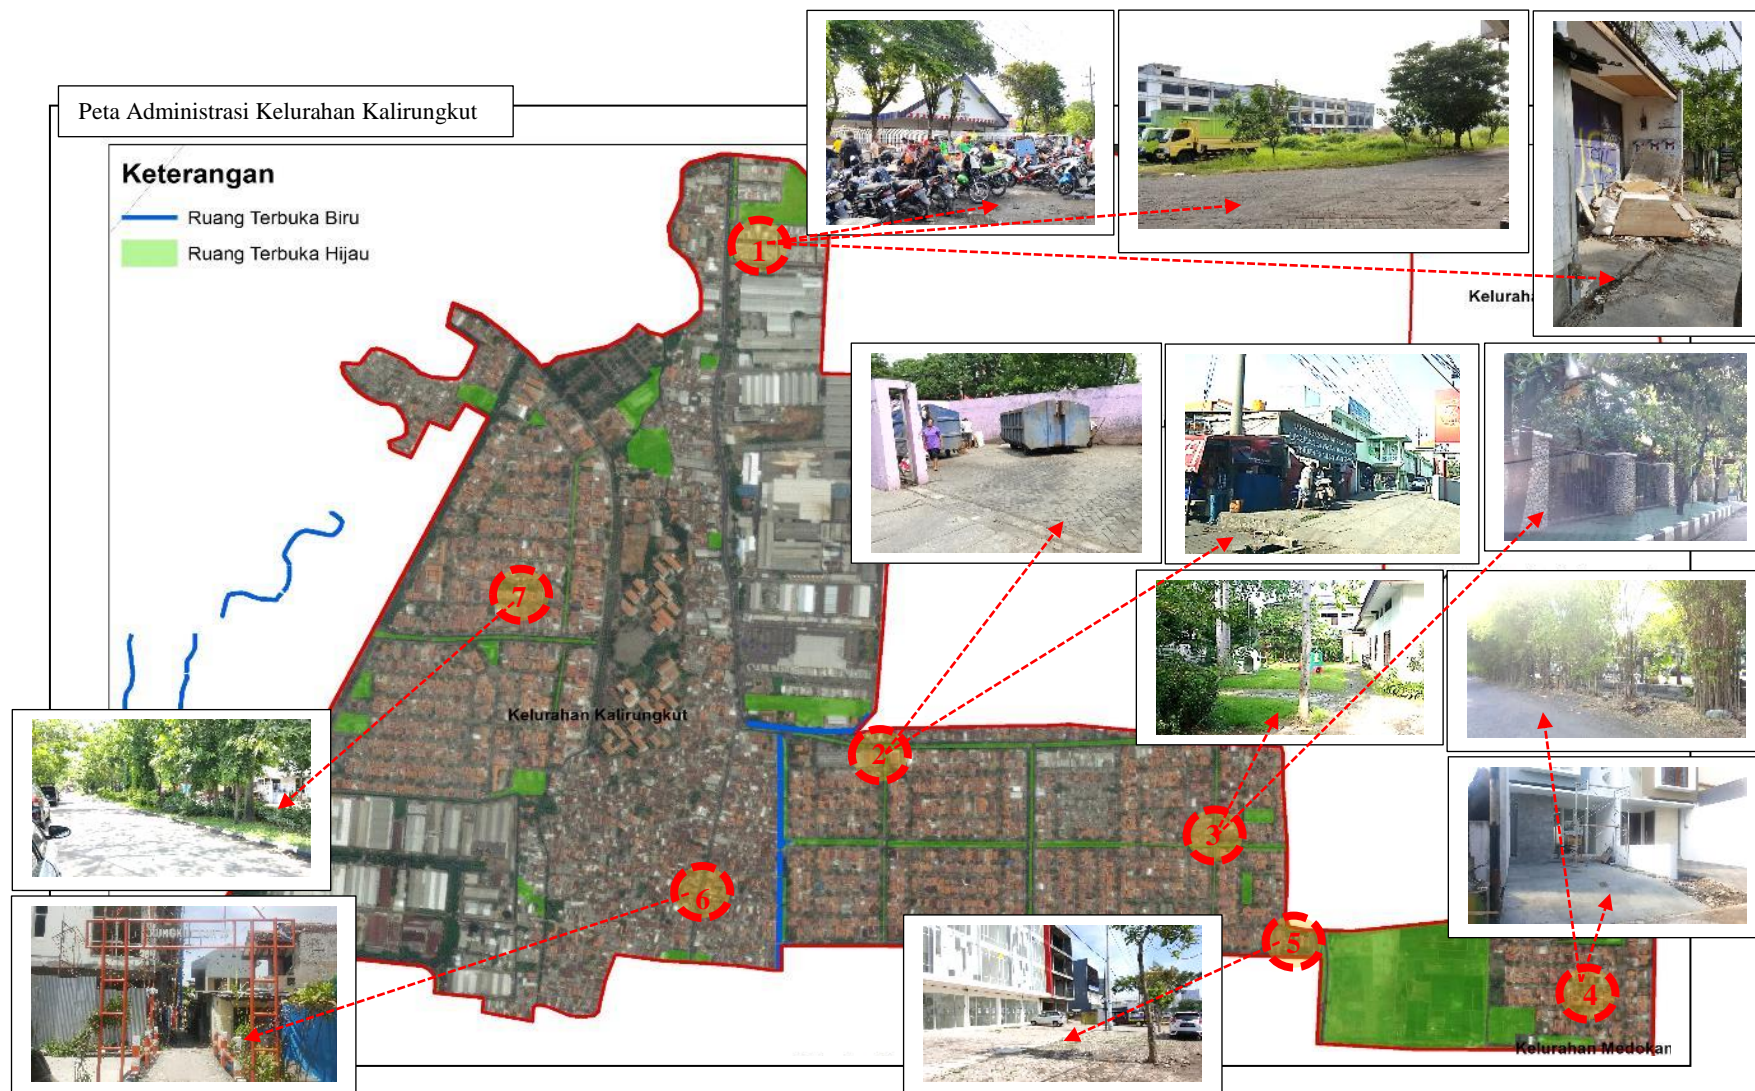 Peta Administrasi Kelurahan Kalirungkut
Keterangan
Ruang Terbuka Biru
Ruang Terbuka Hijau
1
Kelurah
7
Kelurahan Kalirungkut
2
3
6
5
4
Kelurahan Medokan